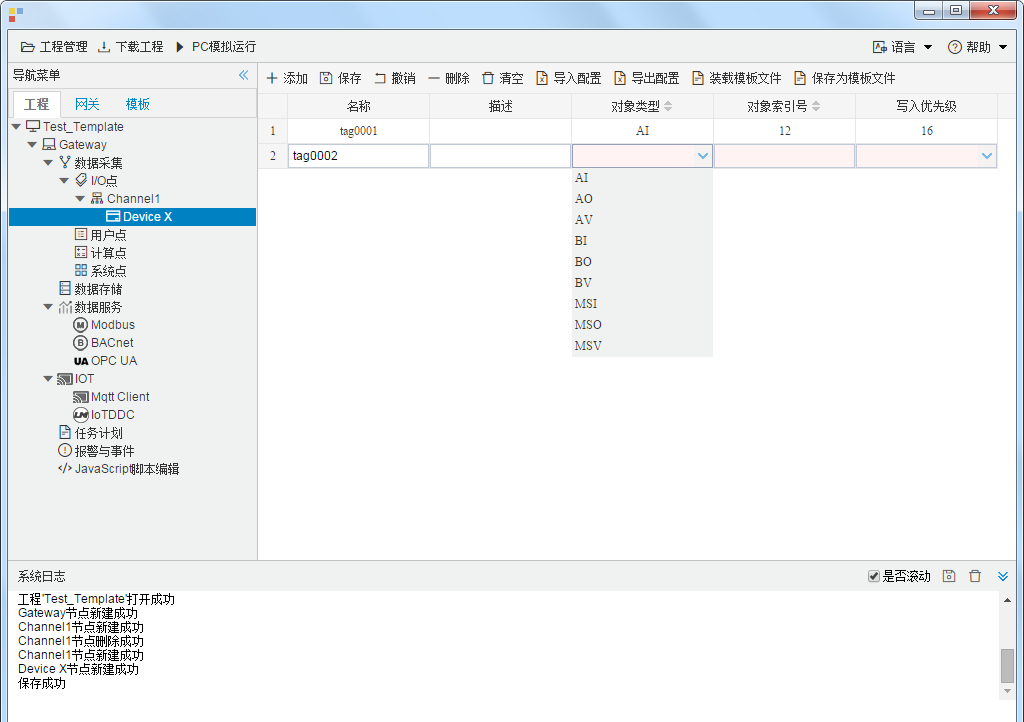 工程管理 下载工程 PC模拟运行 语言 帮助
导航菜单
添加 保存 撤销 删除 清空 导入配置 导出配置 装载模板文件 保存为模板文件
工程 网关 模板
名称 描述 对象类型 对象索引号 写入优先级
1 tag0001 AI 12 16
2 tag0002
AI
AO
AV
BI
BO
BV
MSI
MSO
MSV
Test_Template
Gateway
数据采集
I/O点
Channel1
Device X
用户点
计算点
系统点
数据存储
数据服务
M Modbus
B BACnet
UA OPC UA
IOT
Mqtt Client
IoTDDC
任务计划
报警与事件
JavaScript脚本编辑
系统日志 是否滚动
工程'Test_Template'打开成功
Gateway节点新建成功
Channel1节点新建成功
Channel1节点删除成功
Channel1节点新建成功
Device X节点新建成功
保存成功